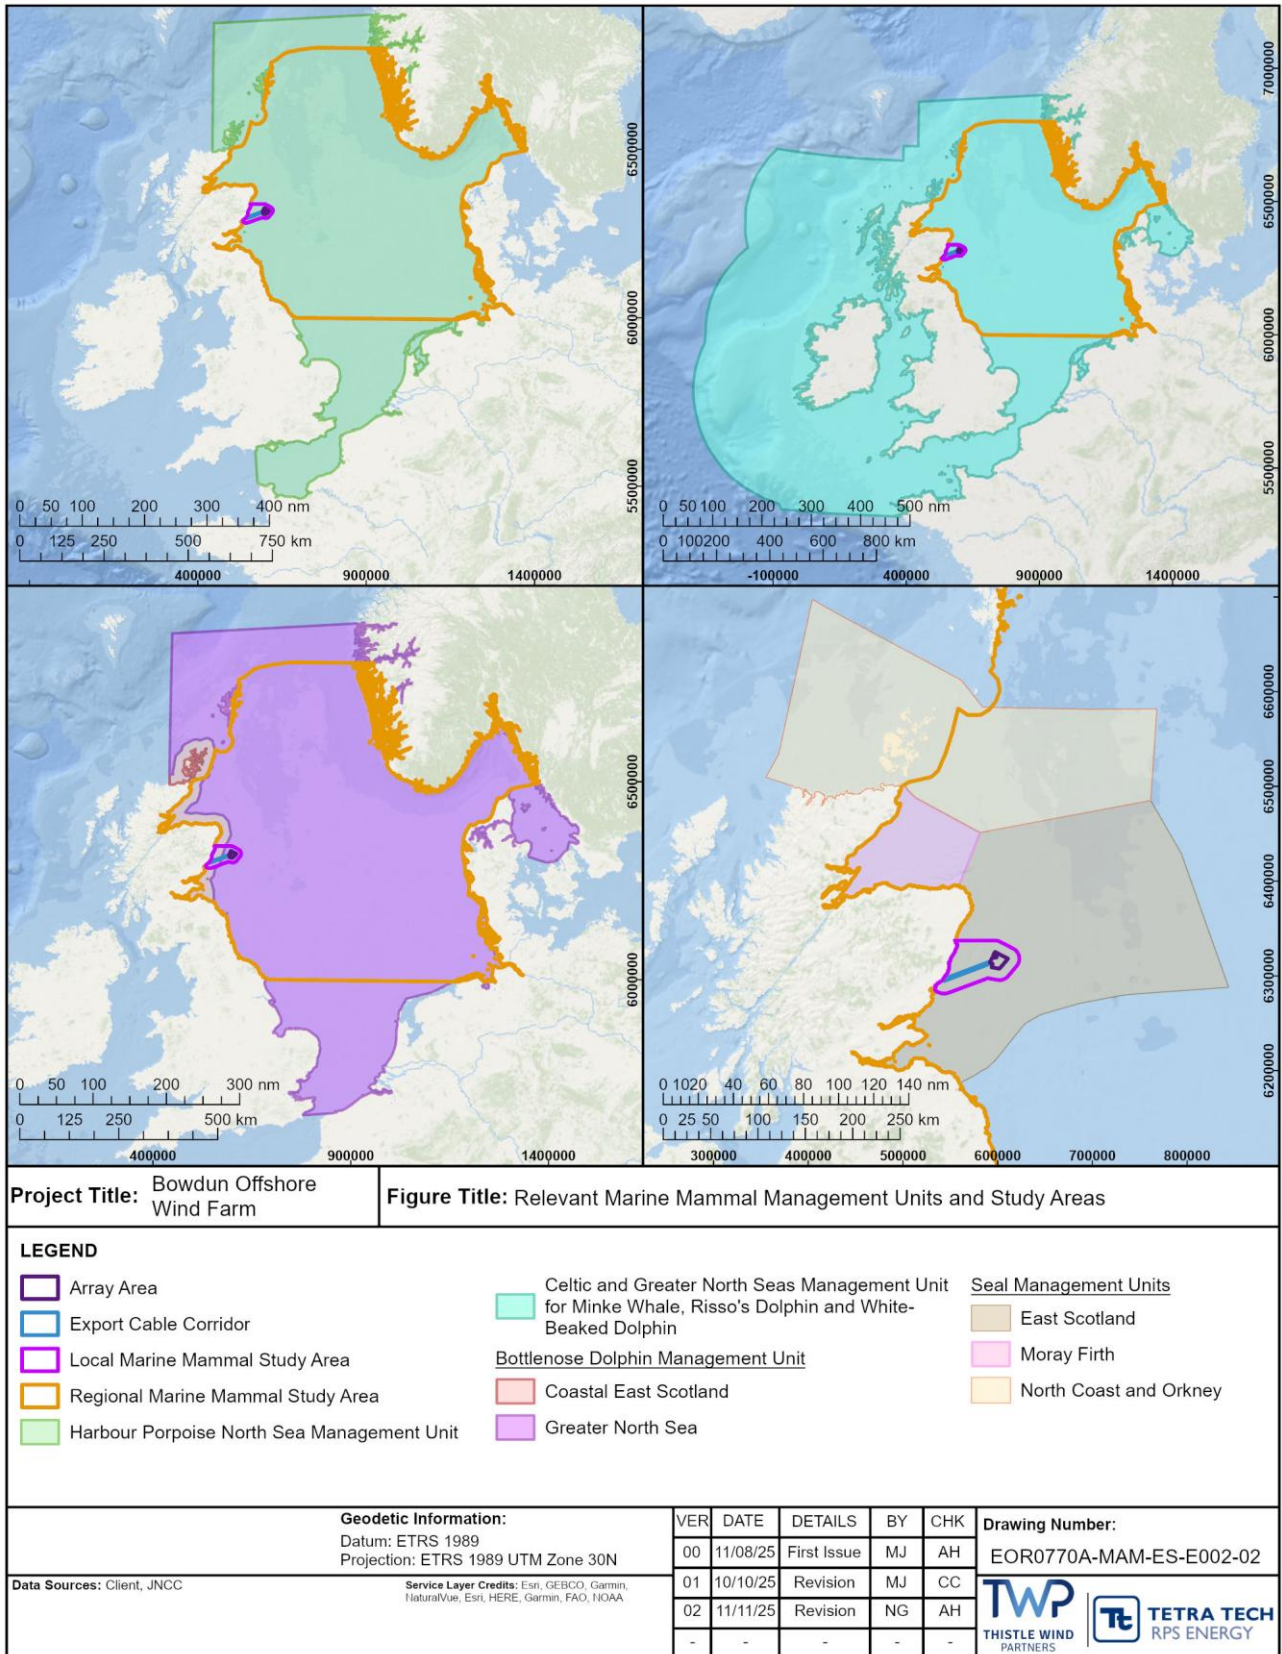 7000000
6500000
6500000
6000000
6000000
5500000
5500000
0 50 100 200 300 400 nm
0 125 250 500 750 km
400000 900000 1400000
0 50 100 200 300 400 500 nm
0 100200 400 600 800 km
-100000 400000 900000 1400000
6600000
6500000
6500000
6400000
6300000
6000000
6200000
0 50 100 200 300 nm
0 125 250 500 km
400000 900000 1400000
0 1020 40 60 80 100 120 140 nm
0 25 50 100 150 200 250 km
300000 400000 500000 600000 700000 800000
Project Title: Bowdun Offshore
Wind Farm
Figure Title: Relevant Marine Mammal Management Units and Study Areas
LEGEND
Array Area
Export Cable Corridor
Local Marine Mammal Study Area
Regional Marine Mammal Study Area
Harbour Porpoise North Sea Management Unit
Celtic and Greater North Seas Management Unit
for Minke Whale, Risso's Dolphin and White-
Beaked Dolphin
Bottlenose Dolphin Management Unit
Coastal East Scotland
Greater North Sea
Seal Management Units
East Scotland
Moray Firth
North Coast and Orkney
Geodetic Information:
Datum: ETRS 1989
Projection: ETRS 1989 UTM Zone 30N
Data Sources: Client, JNCC
Service Layer Credits: Esri, GEBCO, Garmin,
NaturalVue, Esri, HERE, Garmin, FAO, NOAA
VER DATE DETAILS BY CHK
00 11/08/25 First Issue MJ AH
01 10/10/25 Revision MJ CC
02 11/11/25 Revision NG AH
- - - - -
Drawing Number:
EOR0770A-MAM-ES-E002-02
TWP
THISTLE WIND
PARTNERS
Tt
TETRA TECH
RPS ENERGY